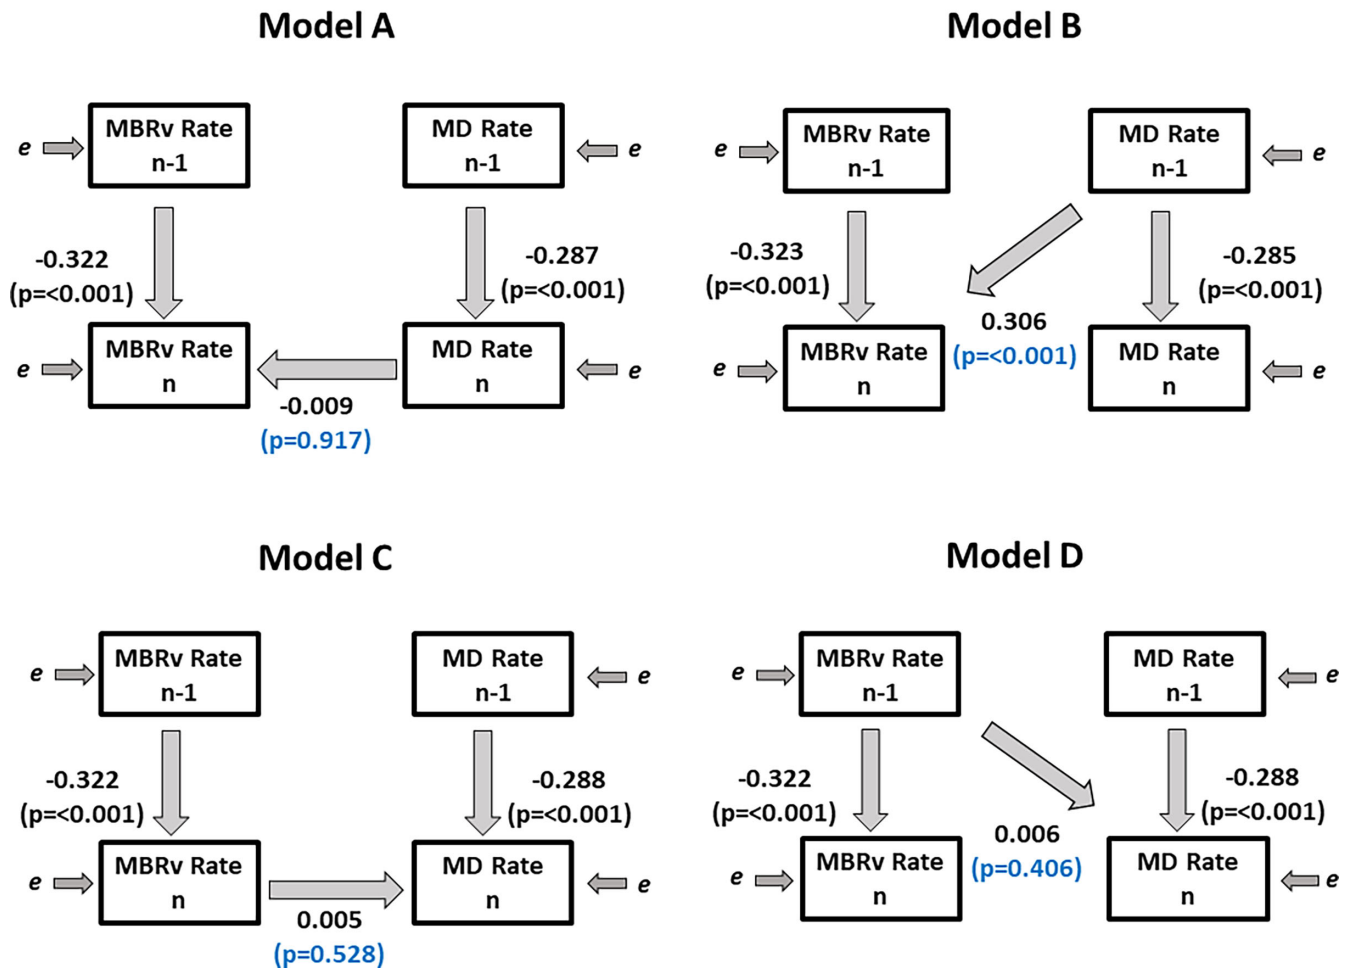 Model A
e
MBRv Rate
n-1
MD Rate
n-1
e
-0.322
(p=<0.001)
-0.287
(p=<0.001)
e
MBRv Rate
n
MD Rate
n
e
-0.009
(p=0.917)
Model B
e
MBRv Rate
n-1
MD Rate
n-1
e
-0.323
(p=<0.001)
-0.285
(p=<0.001)
0.306
(p=<0.001)
e
MBRv Rate
n
MD Rate
n
e
Model C
e
MBRv Rate
n-1
MD Rate
n-1
e
-0.322
(p=<0.001)
-0.288
(p=<0.001)
e
MBRv Rate
n
MD Rate
n
e
0.005
(p=0.528)
Model D
e
MBRv Rate
n-1
MD Rate
n-1
e
-0.322
(p=<0.001)
-0.288
(p=<0.001)
0.006
(p=0.406)
e
MBRv Rate
n
MD Rate
n
e